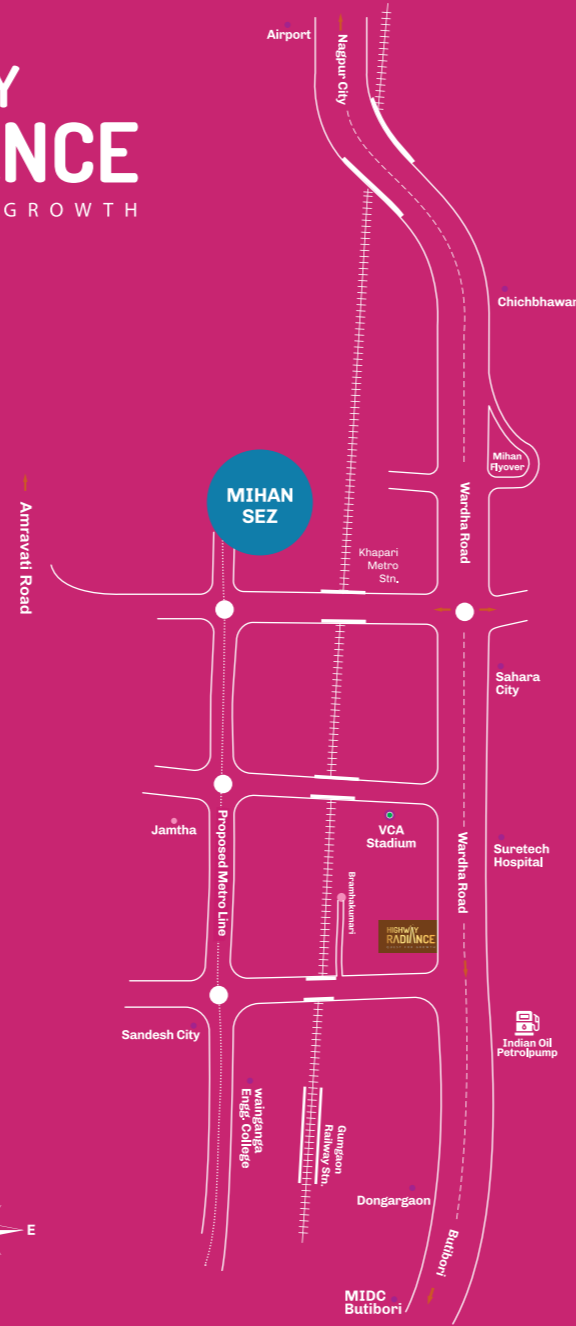 Airport
Nagpur City
Y
NCE
GROWTH
Chichbhawan
Mihan
Flyover
MIHAN
SEZ
Wardha Road
Amravati Road
Khapari
Metro
Stn.
Sahara
City
Jamtha
Proposed Metro Line
VCA
Stadium
Wardha Road
Suretech
Hospital
Bramhakumari
HIGHWAY
RADIANCE
Sandesh City
Indian Oil
Petrolpump
wainganga
Engg. College
Gumgaon
Railway Stn.
Dongargaon
E
Butibori
MIDC
Butibori